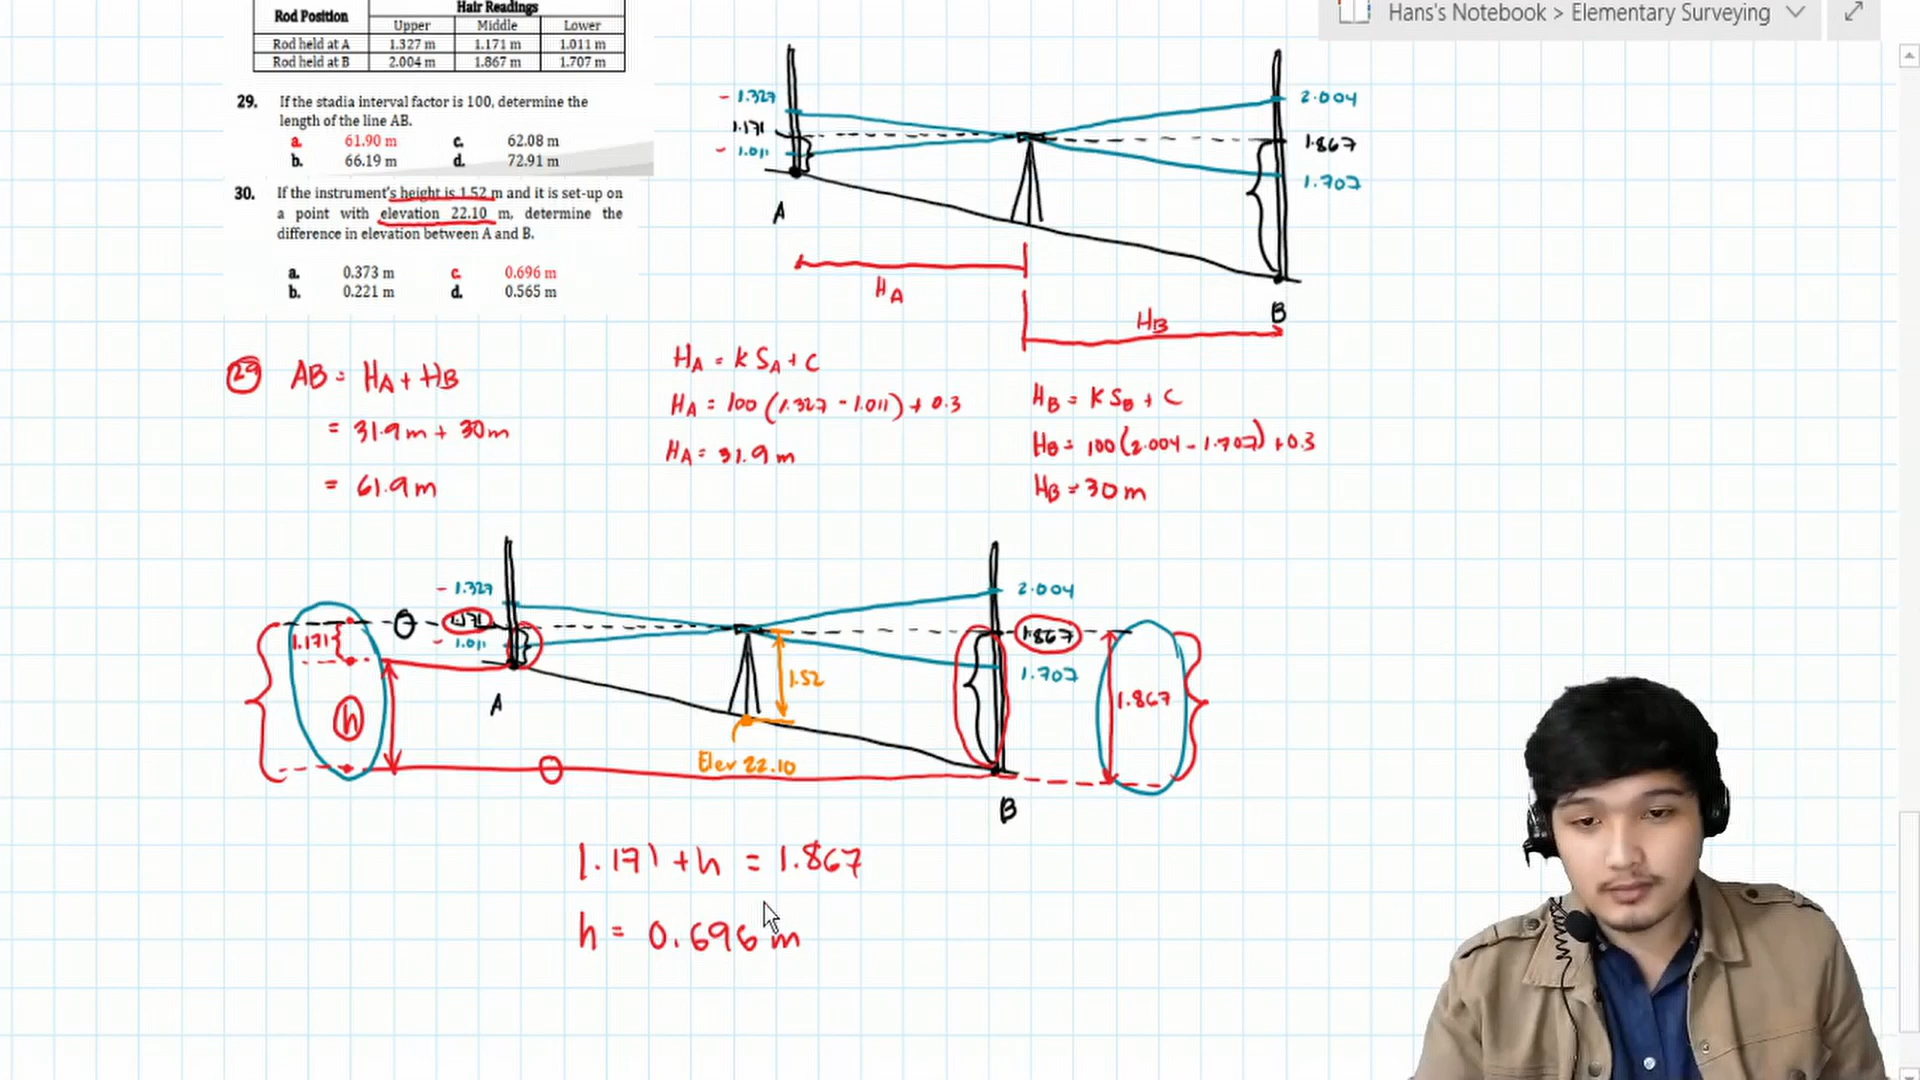 Hans's Notebook > Elementary Surveying
Rod Position
Hair Readings
Upper Middle Lower
Rod held at A 1.327 m 1.171 m 1.011 m
Rod held at B 2.004 m 1.867 m 1.707 m
29. If the stadia interval factor is 100, determine the
length of the line AB.
a. 61.90 m c. 62.08 m
b. 66.19 m d. 72.91 m
30. If the instrument's height is 1.52 m and it is set-up on
a point with elevation 22.10 m, determine the
difference in elevation between A and B.
a. 0.373 m c. 0.696 m
b. 0.221 m d. 0.565 m
- 1.327
1.171
- 1.011
2.004
1.867
1.707
A
B
HA
HB
29 AB = HA + HB
= 31.9m + 30m
= 61.9m
HA = K SA + C
HA = 100 (1.327 - 1.011) + 0.3
HA = 31.9 m
HB = K SB + C
HB = 100 (2.004 - 1.707) + 0.3
HB = 30 m
- 1.327
1.171
- 1.011
2.004
1.867
1.707
1.171
h
A
1.52
Elev 22.10
1.867
B
1.171 + h = 1.867
h = 0.696 m